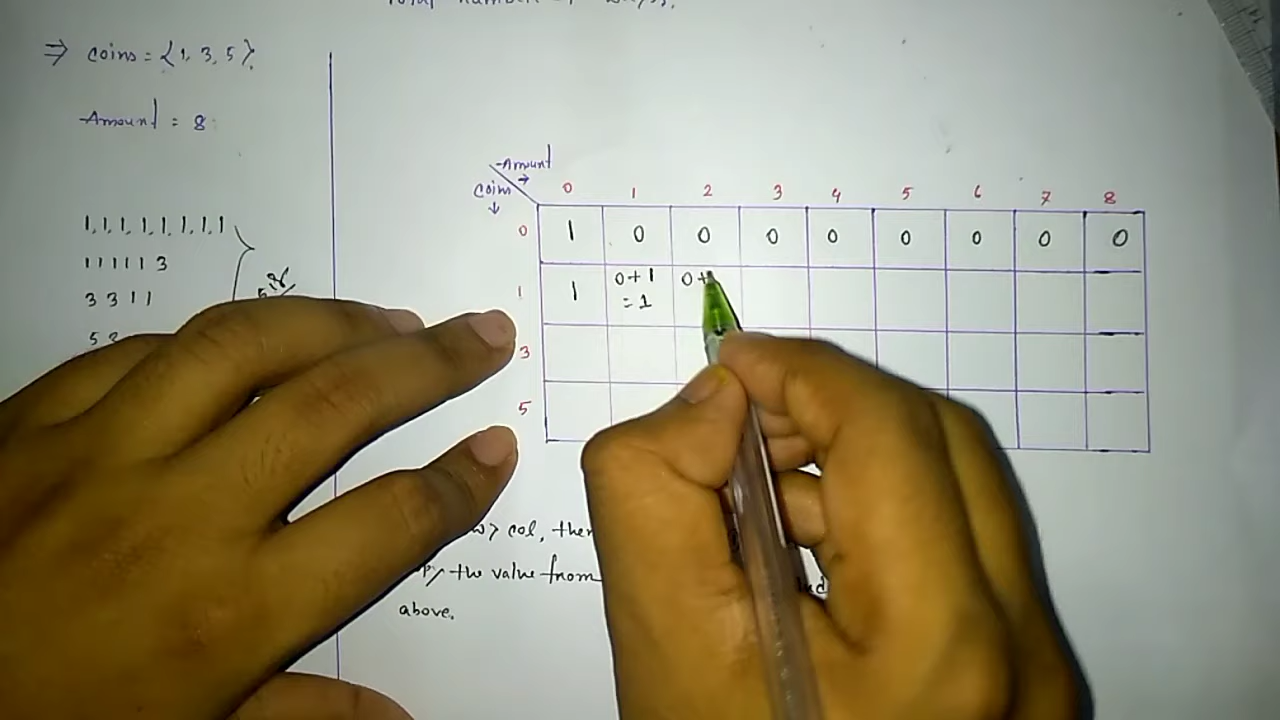 ⇒ coins = {1, 3, 5}
Amount = 8
1, 1, 1, 1, 1, 1, 1, 1
1 1 1 1 1 3
3 3 1 1
5
Amount →
Coins ↓
0 1 2 3 4 5 6 7 8
0 1 0 0 0 0 0 0 0 0
1 1 0+1 =1 0+
3
5
> col, then
the value from
above.